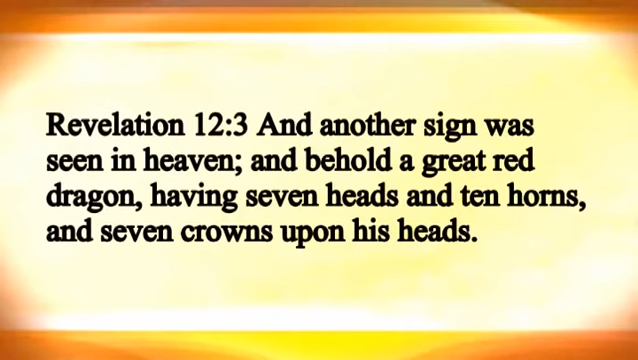 Revelation 12:3 And another sign was
seen in heaven; and behold a great red
dragon, having seven heads and ten horns,
and seven crowns upon his heads.